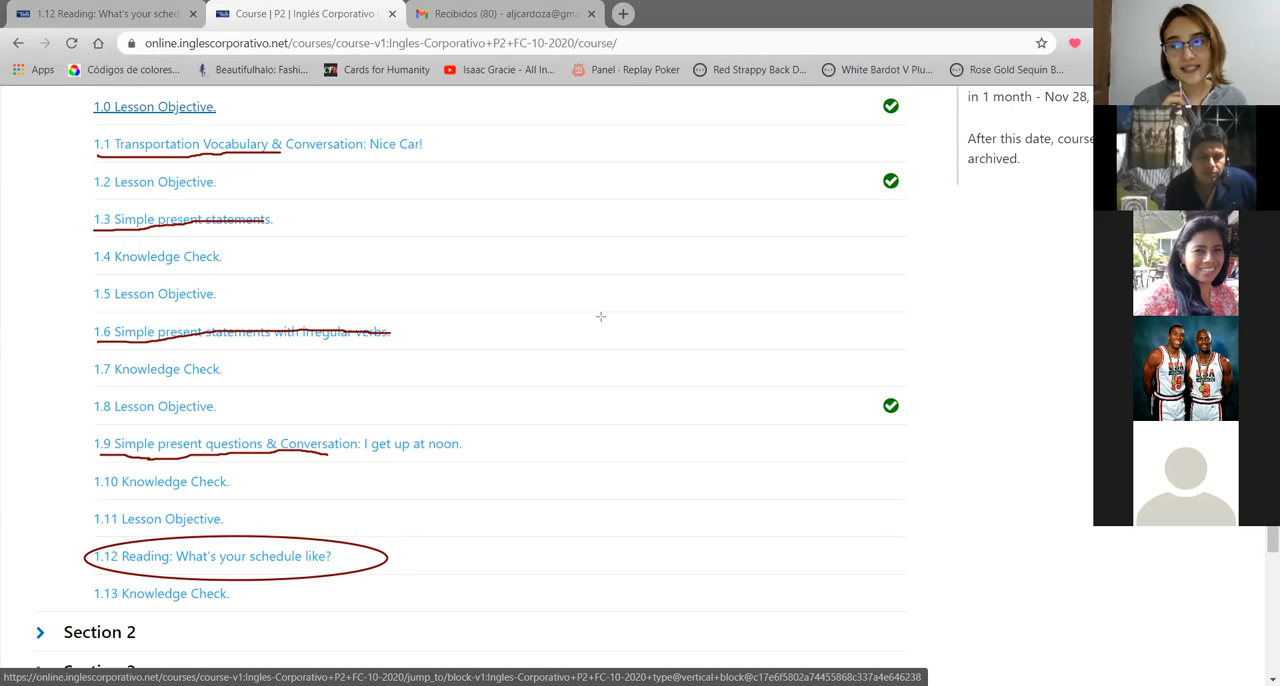 1.12 Reading: What's your sched
Course | P2 | Inglés Corporativo
Recibidos (80) - aljcardoza@gma
online.inglescorporativo.net/courses/course-v1:Ingles-Corporativo+P2+FC-10-2020/course/
Apps
Códigos de colores...
Beautifulhalo: Fashi...
Cards for Humanity
Isaac Gracie - All In...
Panel · Replay Poker
Red Strappy Back D...
White Bardot V Plu...
Rose Gold Sequin B...
1.0 Lesson Objective.
1.1 Transportation Vocabulary & Conversation: Nice Car!
1.2 Lesson Objective.
1.3 Simple present statements.
1.4 Knowledge Check.
1.5 Lesson Objective.
1.6 Simple present statements with irregular verbs.
1.7 Knowledge Check.
1.8 Lesson Objective.
1.9 Simple present questions & Conversation: I get up at noon.
1.10 Knowledge Check.
1.11 Lesson Objective.
1.12 Reading: What's your schedule like?
1.13 Knowledge Check.
Section 2
in 1 month - Nov 28,
After this date, course
archived.
USA
15
USA
9
https://online.inglescorporativo.net/courses/course-v1:Ingles-Corporativo+P2+FC-10-2020/jump_to/block-v1:Ingles-Corporativo+P2+FC-10-2020+type@vertical+block@c17e6f5802a74455868c337a4e646238